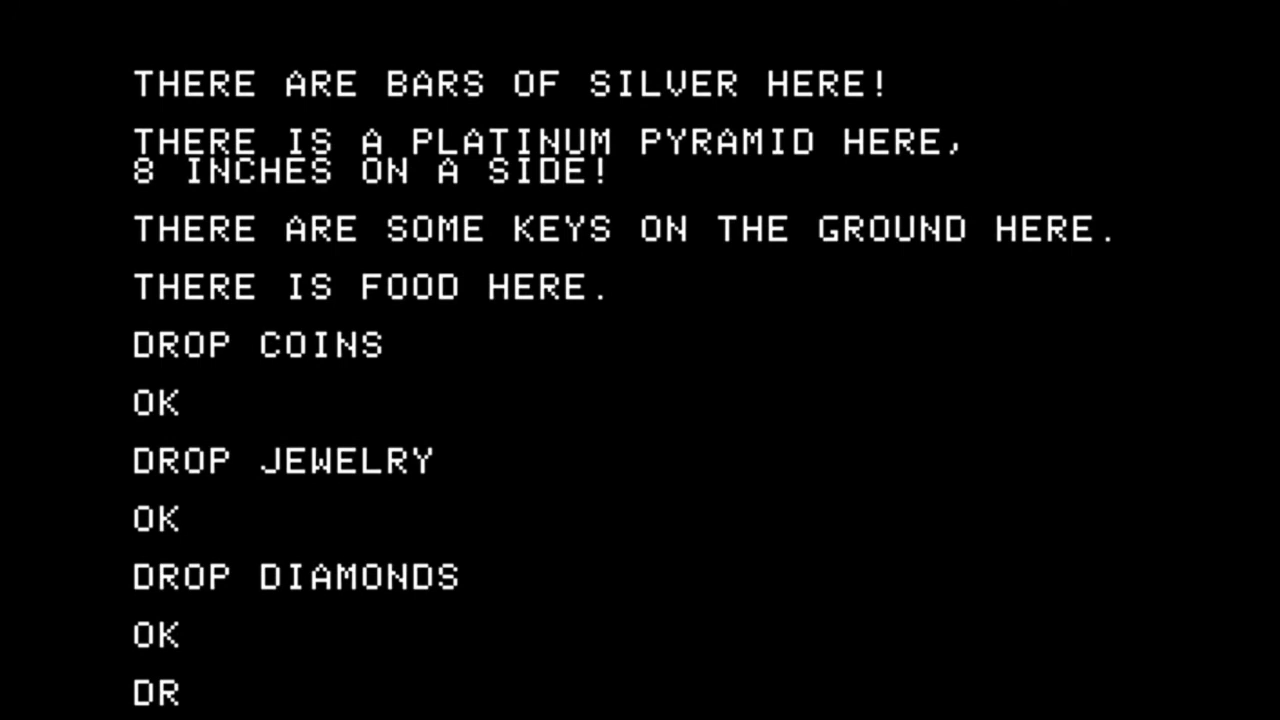 THERE ARE BARS OF SILVER HERE!
THERE IS A PLATINUM PYRAMID HERE,
8 INCHES ON A SIDE!
THERE ARE SOME KEYS ON THE GROUND HERE.
THERE IS FOOD HERE.
DROP COINS
OK
DROP JEWELRY
OK
DROP DIAMONDS
OK
DR